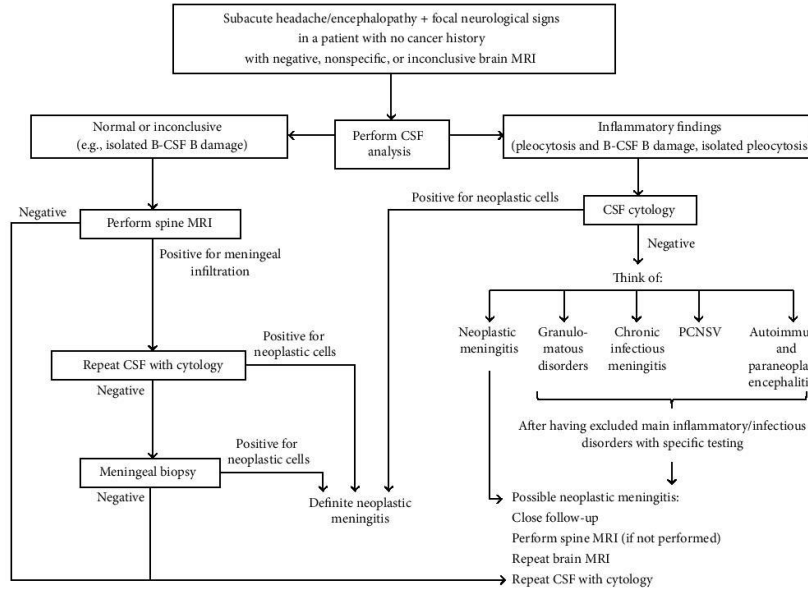 Subacute headache/encephalopathy + focal neurological signs
in a patient with no cancer history
with negative, nonspecific, or inconclusive brain MRI
Normal or inconclusive
(e.g., isolated B-CSF B damage)
Perform CSF
analysis
Inflammatory findings
(pleocytosis and B-CSF B damage, isolated pleocytosis
Negative
Perform spine MRI
Positive for meningeal
infiltration
Positive for neoplastic cells
CSF cytology
Negative
Think of:
Neoplastic
meningitis
Granulo-
matous
disorders
Chronic
infectious
meningitis
PCNSV
and
Repeat CSF with cytology
Positive for
neoplastic cells
Negative
After having excluded main inflammatory/infectious
disorders with specific testing
Meningeal biopsy
Positive for
neoplastic cells
Negative
Definite neoplastic
meningitis
Possible neoplastic meningitis:
Close follow-up
Perform spine MRI (if not performed)
Repeat brain MRI
Repeat CSF with cytology